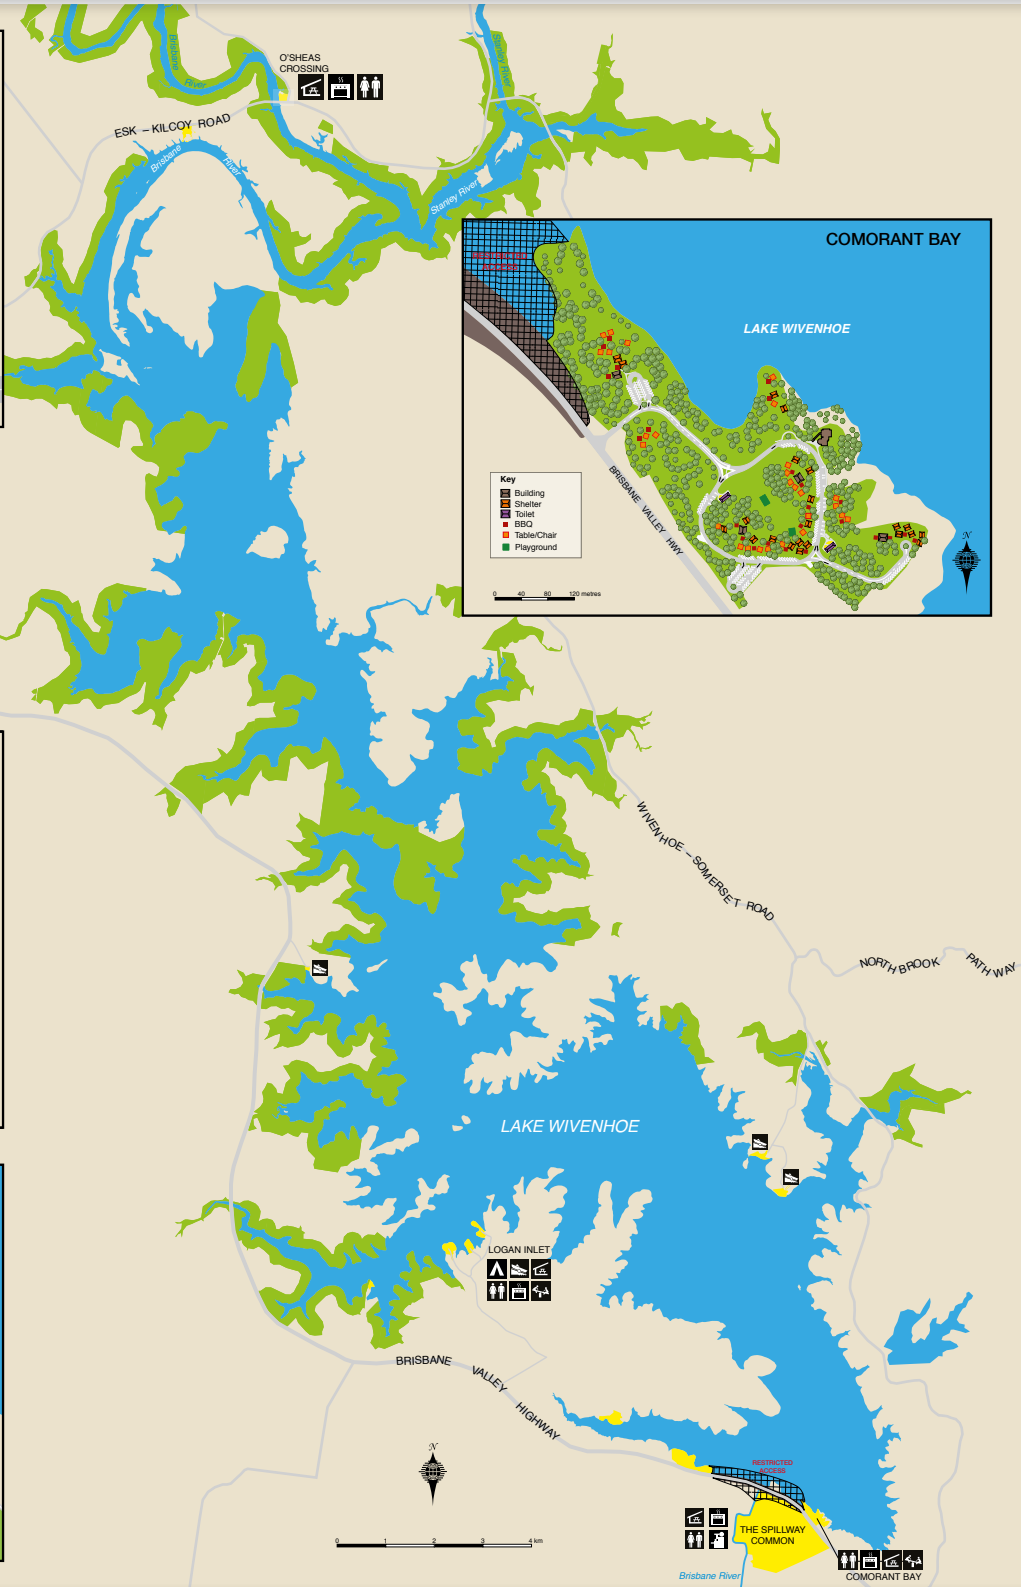 O'SHEAS
CROSSING
Brisbane
River
Stanley River
ESK – KILCOY ROAD
Brisbane
River
Stanley River
COMORANT BAY
RESTRICTED
ACCESS
LAKE WIVENHOE
BRISBANE VALLEY HWY
Key
Building
Shelter
Toilet
BBQ
Table/Chair
Playground
N
0 40 80 120 metres
WIVENHOE – SOMERSET ROAD
NORTHBROOK PATHWAY
LAKE WIVENHOE
LOGAN INLET
BRISBANE VALLEY HIGHWAY
N
0 1 2 3 4 km
RESTRICTED
ACCESS
THE SPILLWAY
COMMON
Brisbane River
COMORANT BAY